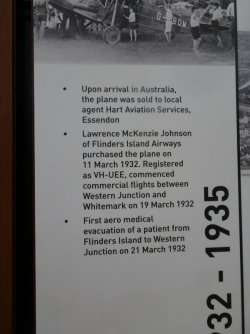 • Upon arrival in Australia,
the plane was sold to local
agent Hart Aviation Services,
Essendon
• Lawrence McKenzie Johnson
of Flinders Island Airways
purchased the plane on
11 March 1932. Registered
as VH-UEE, commenced
commercial flights between
Western Junction and
Whitemark on 19 March 1932
• First aero medical
evacuation of a patient from
Flinders Island to Western
Junction on 21 March 1932
32 - 1935